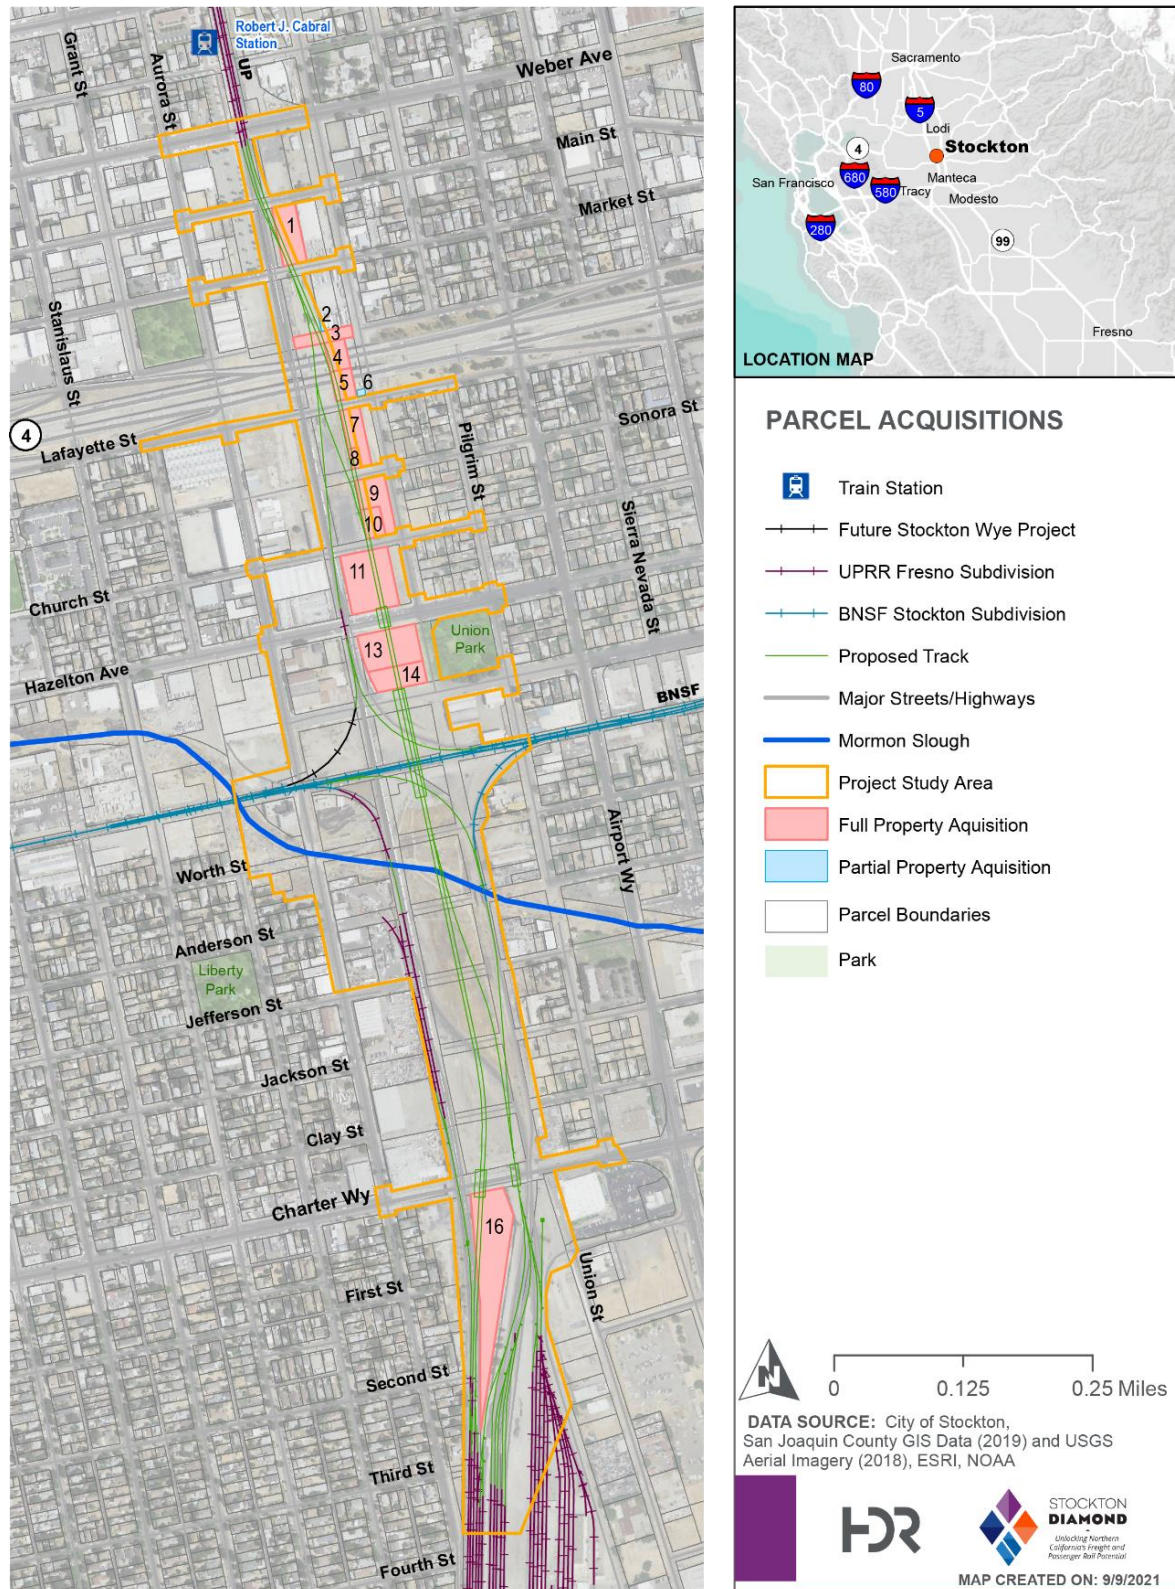 Robert J. Cabral
Station
Grant St
Aurora St
UP
Weber Ave
Main St
Market St
1
Stanislaus St
2
3
4
5
6
4
Lafayette St
7
8
Sonora St
Pilgrim St
9
10
Sierra Nevada St
11
Church St
13
14
Union
Park
Hazelton Ave
BNSF
Worth St
Airport Wy
Anderson St
Liberty
Park
Jefferson St
Jackson St
Clay St
Charter Wy
16
First St
Union St
Second St
Third St
Fourth St
Sacramento
80
5
Lodi
4
Stockton
San Francisco
680
Manteca
580
Tracy
Modesto
280
99
Fresno
LOCATION MAP
PARCEL ACQUISITIONS
Train Station
Future Stockton Wye Project
UPRR Fresno Subdivision
BNSF Stockton Subdivision
Proposed Track
Major Streets/Highways
Mormon Slough
Project Study Area
Full Property Aquisition
Partial Property Aquisition
Parcel Boundaries
Park
N
0 0.125 0.25 Miles
DATA SOURCE: City of Stockton,
San Joaquin County GIS Data (2019) and USGS
Aerial Imagery (2018), ESRI, NOAA
HDR
STOCKTON
DIAMOND
Unlocking Northern
California's Freight and
Passenger Rail Potential
MAP CREATED ON: 9/9/2021